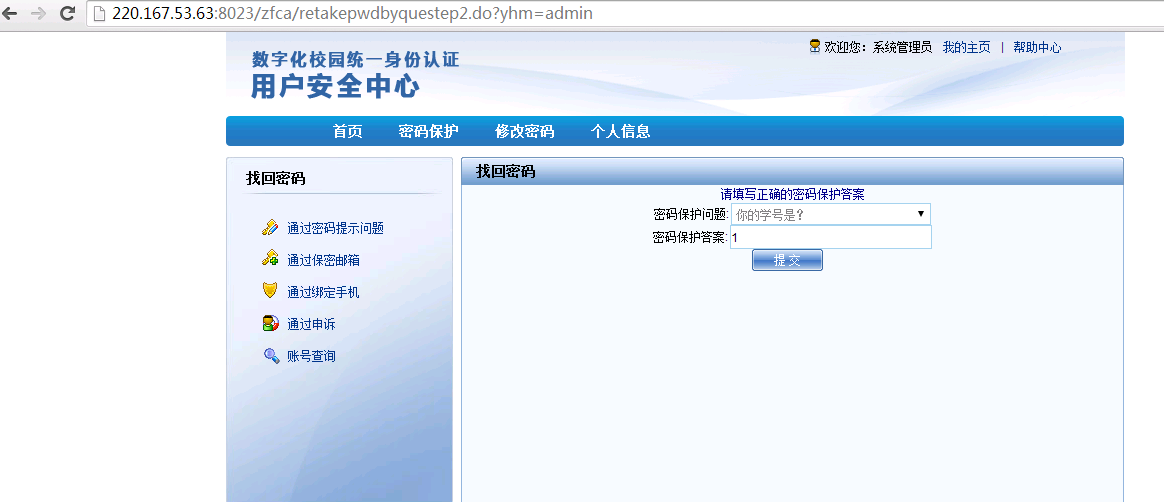 220.167.53.63:8023/zfca/retakepwdbyquestep2.do?yhm=admin
欢迎您：系统管理员 我的主页 | 帮助中心
数字化校园统一身份认证
用户安全中心
首页 密码保护 修改密码 个人信息
找回密码
通过密码提示问题
通过保密邮箱
通过绑定手机
通过申诉
账号查询
找回密码
请填写正确的密码保护答案
密码保护问题: 你的学号是?
密码保护答案: 1
提 交